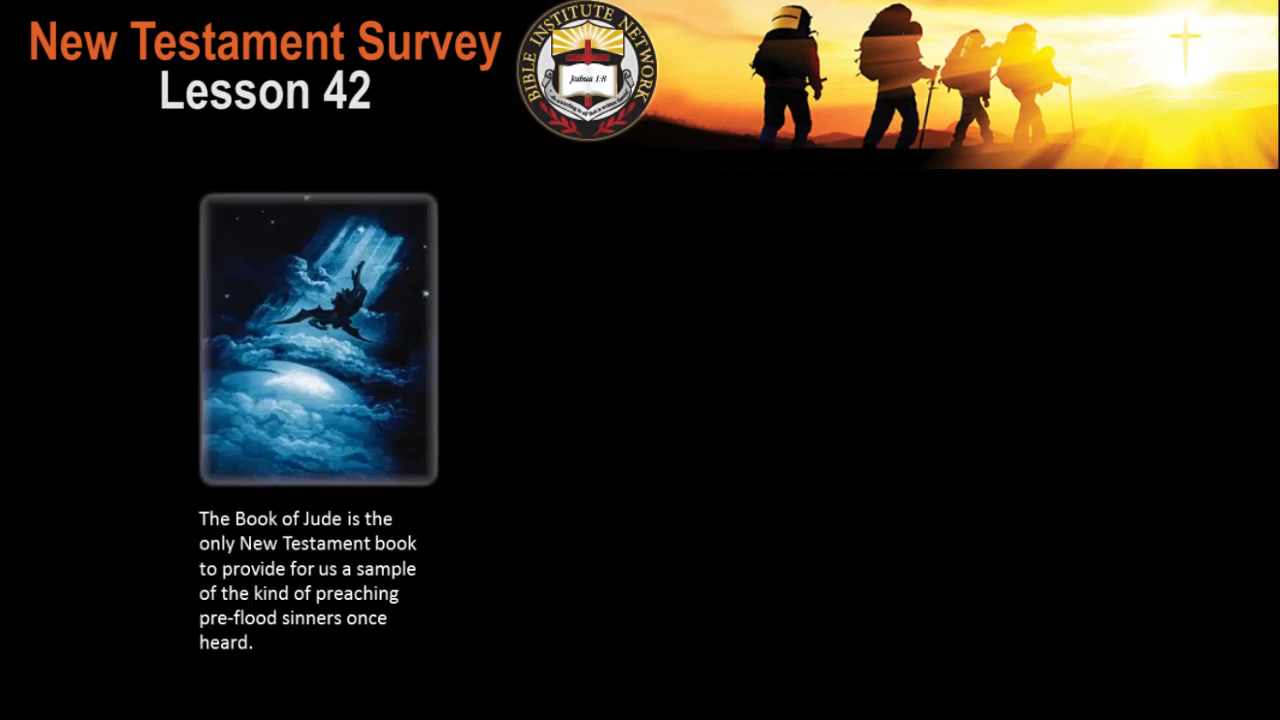 New Testament Survey
Lesson 42
BIBLE INSTITUTE NETWORK
Joshua 1:8
The Book of Jude is the
only New Testament book
to provide for us a sample
of the kind of preaching
pre-flood sinners once
heard.